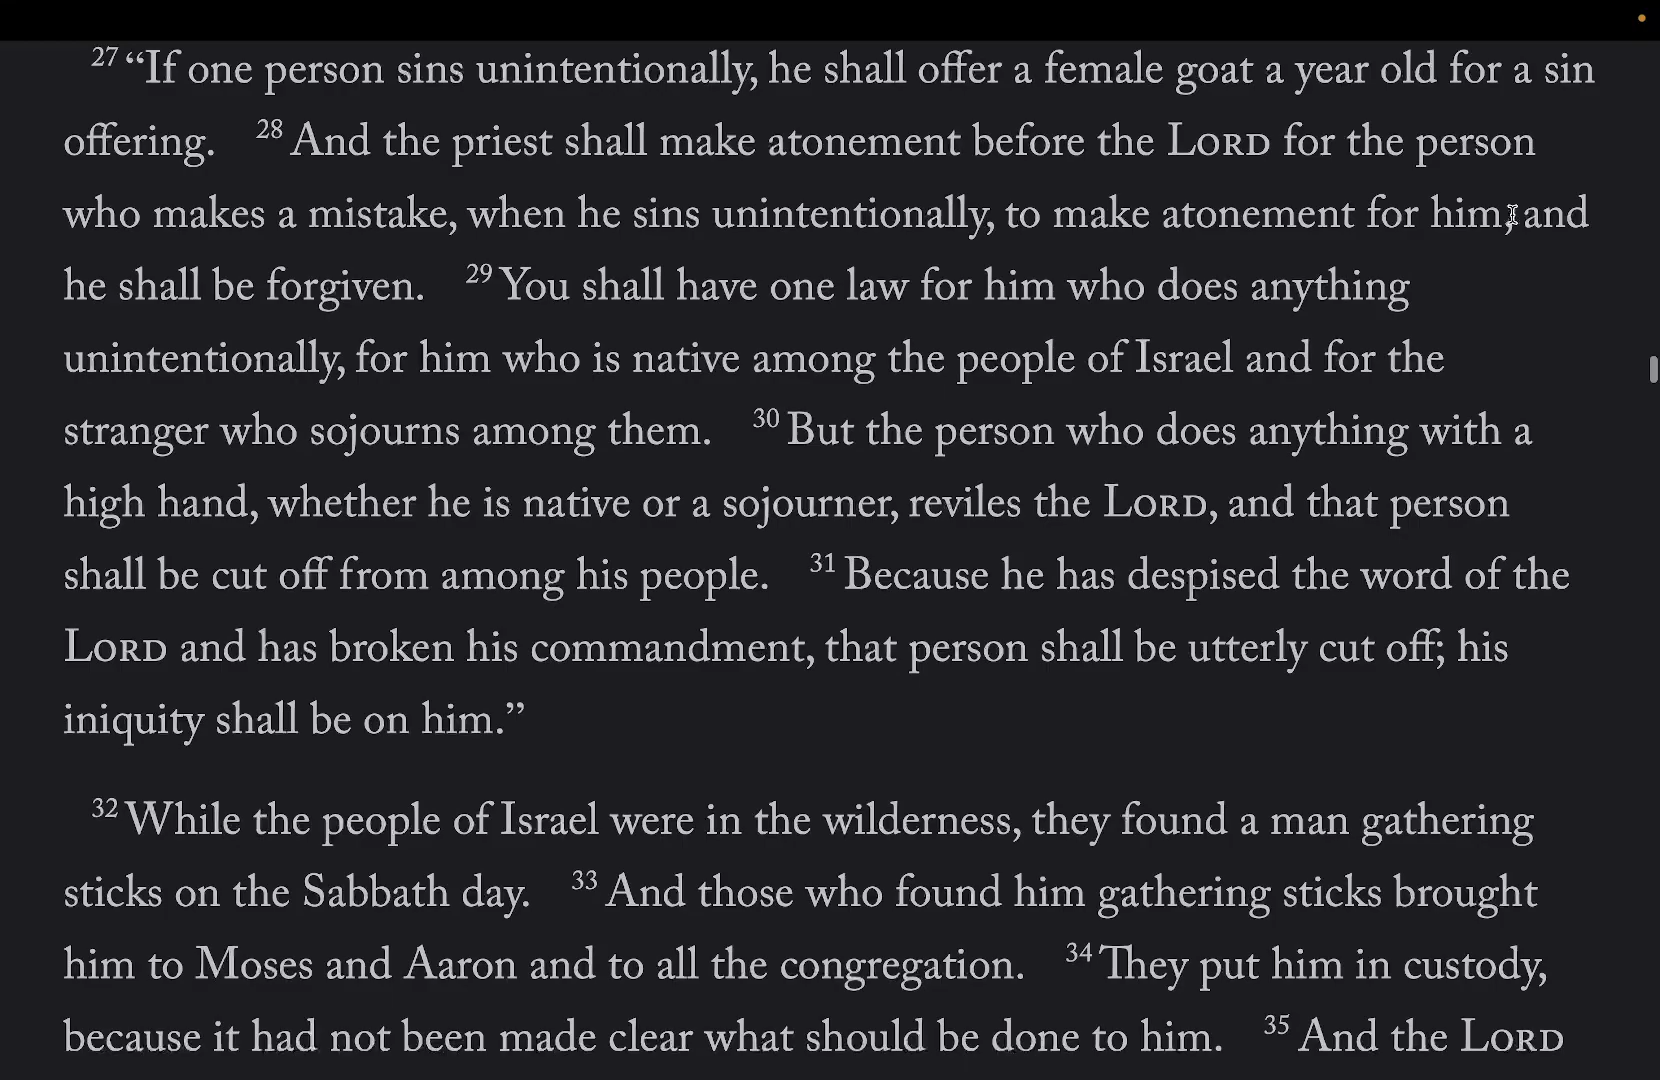 27 “If one person sins unintentionally, he shall offer a female goat a year old for a sin
offering. 28 And the priest shall make atonement before the LORD for the person
who makes a mistake, when he sins unintentionally, to make atonement for him, and
he shall be forgiven. 29 You shall have one law for him who does anything
unintentionally, for him who is native among the people of Israel and for the
stranger who sojourns among them. 30 But the person who does anything with a
high hand, whether he is native or a sojourner, reviles the LORD, and that person
shall be cut off from among his people. 31 Because he has despised the word of the
LORD and has broken his commandment, that person shall be utterly cut off; his
iniquity shall be on him.”
32 While the people of Israel were in the wilderness, they found a man gathering
sticks on the Sabbath day. 33 And those who found him gathering sticks brought
him to Moses and Aaron and to all the congregation. 34 They put him in custody,
because it had not been made clear what should be done to him. 35 And the LORD